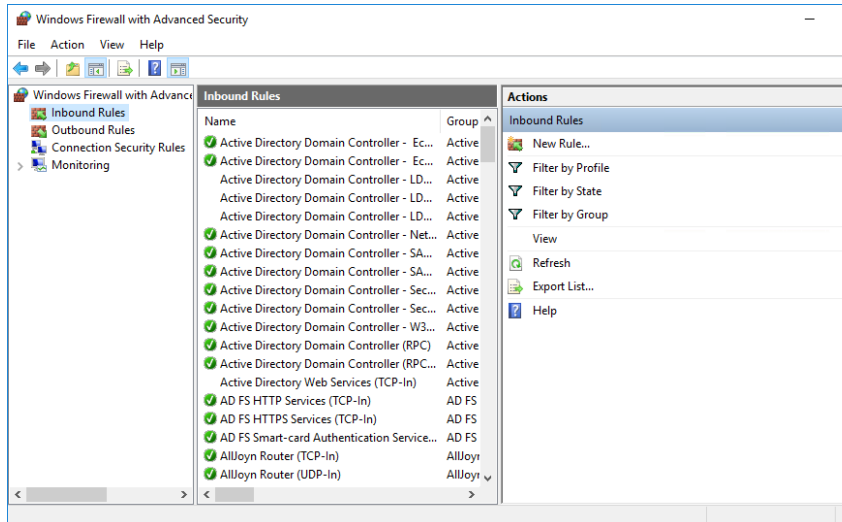 Windows Firewall with Advanced Security
File Action View Help
Windows Firewall with Advance
Inbound Rules
Outbound Rules
Connection Security Rules
Monitoring
Inbound Rules
Name Group
Active Directory Domain Controller - Ec... Active
Active Directory Domain Controller - Ec... Active
Active Directory Domain Controller - LD... Active
Active Directory Domain Controller - LD... Active
Active Directory Domain Controller - LD... Active
Active Directory Domain Controller - Net... Active
Active Directory Domain Controller - SA... Active
Active Directory Domain Controller - SA... Active
Active Directory Domain Controller - Sec... Active
Active Directory Domain Controller - Sec... Active
Active Directory Domain Controller - W3... Active
Active Directory Domain Controller (RPC) Active
Active Directory Domain Controller (RPC... Active
Active Directory Web Services (TCP-In) Active
AD FS HTTP Services (TCP-In) AD FS
AD FS HTTPS Services (TCP-In) AD FS
AD FS Smart-card Authentication Service... AD FS
AllJoyn Router (TCP-In) AllJoyn
AllJoyn Router (UDP-In) AllJoyn
Actions
Inbound Rules
New Rule...
Filter by Profile
Filter by State
Filter by Group
View
Refresh
Export List...
Help